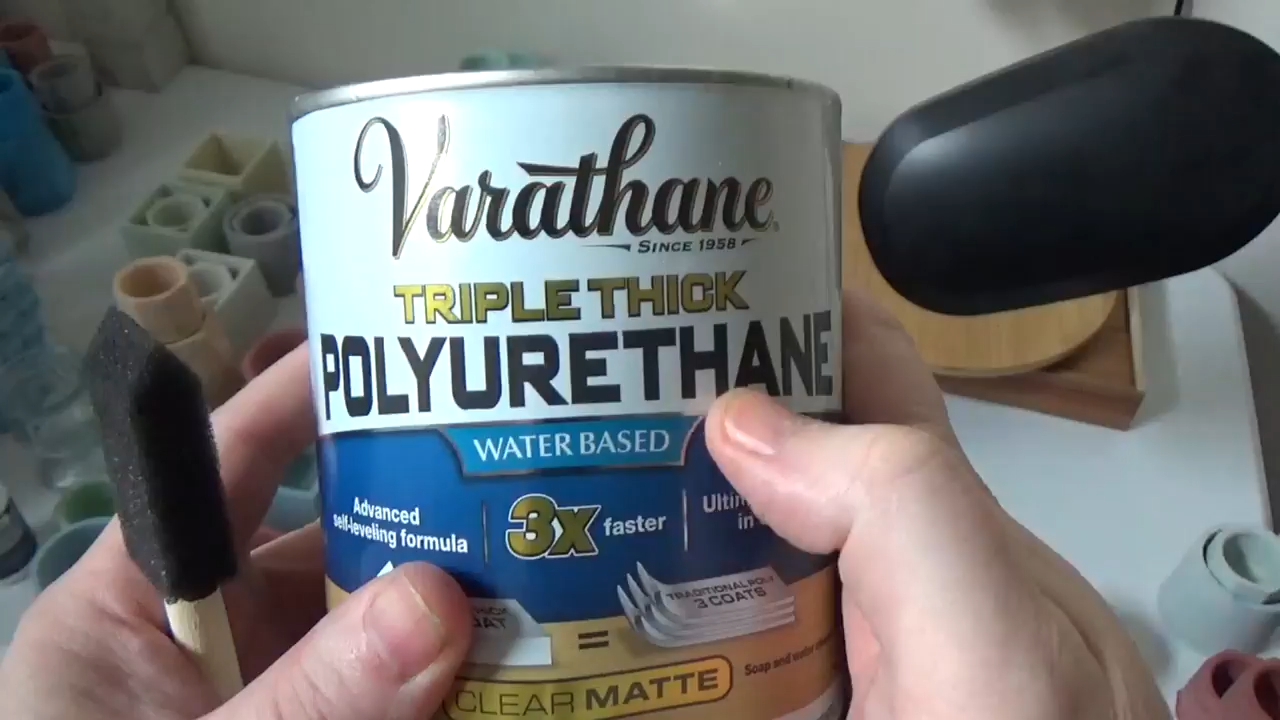 Varathane
SINCE 1958
TRIPLE THICK
POLYURETHANE
WATER BASED
Advanced
self-leveling formula
3x faster
in
TRADITIONAL POLY
3 COATS
=
CLEAR MATTE
Soap and water